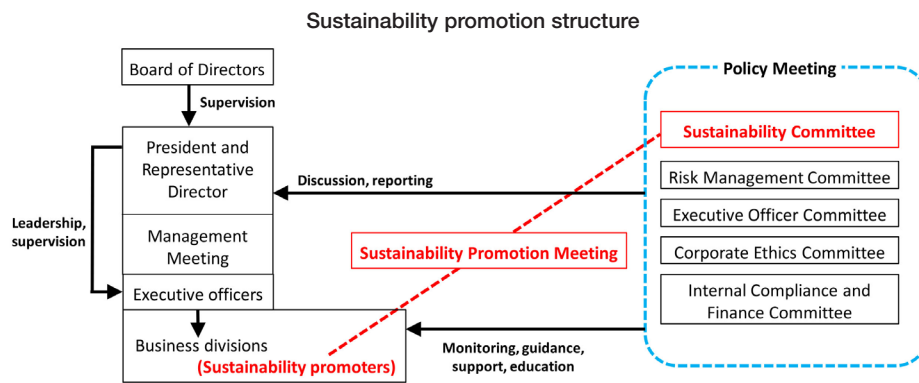 Sustainability promotion structure
Board of Directors
Supervision
President and
Representative
Director
Leadership,
supervision
Management
Meeting
Executive officers
Business divisions
(Sustainability promoters)
Discussion, reporting
Sustainability Promotion Meeting
Monitoring, guidance,
support, education
Policy Meeting
Sustainability Committee
Risk Management Committee
Executive Officer Committee
Corporate Ethics Committee
Internal Compliance and
Finance Committee